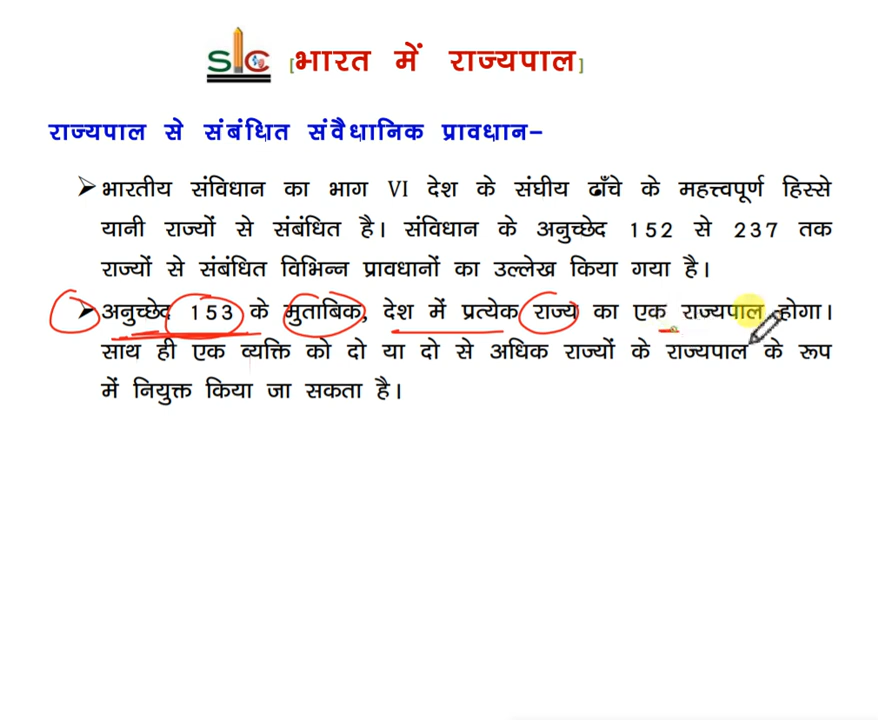 SIC [भारत में राज्यपाल]
राज्यपाल से संबंधित संवैधानिक प्रावधान–
➤भारतीय संविधान का भाग VI देश के संघीय ढाँचे के महत्त्वपूर्ण हिस्से
यानी राज्यों से संबंधित है। संविधान के अनुच्छेद 152 से 237 तक
राज्यों से संबंधित विभिन्न प्रावधानों का उल्लेख किया गया है।
➤अनुच्छेद 153 के मुताबिक, देश में प्रत्येक राज्य का एक राज्यपाल होगा।
साथ ही एक व्यक्ति को दो या दो से अधिक राज्यों के राज्यपाल के रूप
में नियुक्त किया जा सकता है।